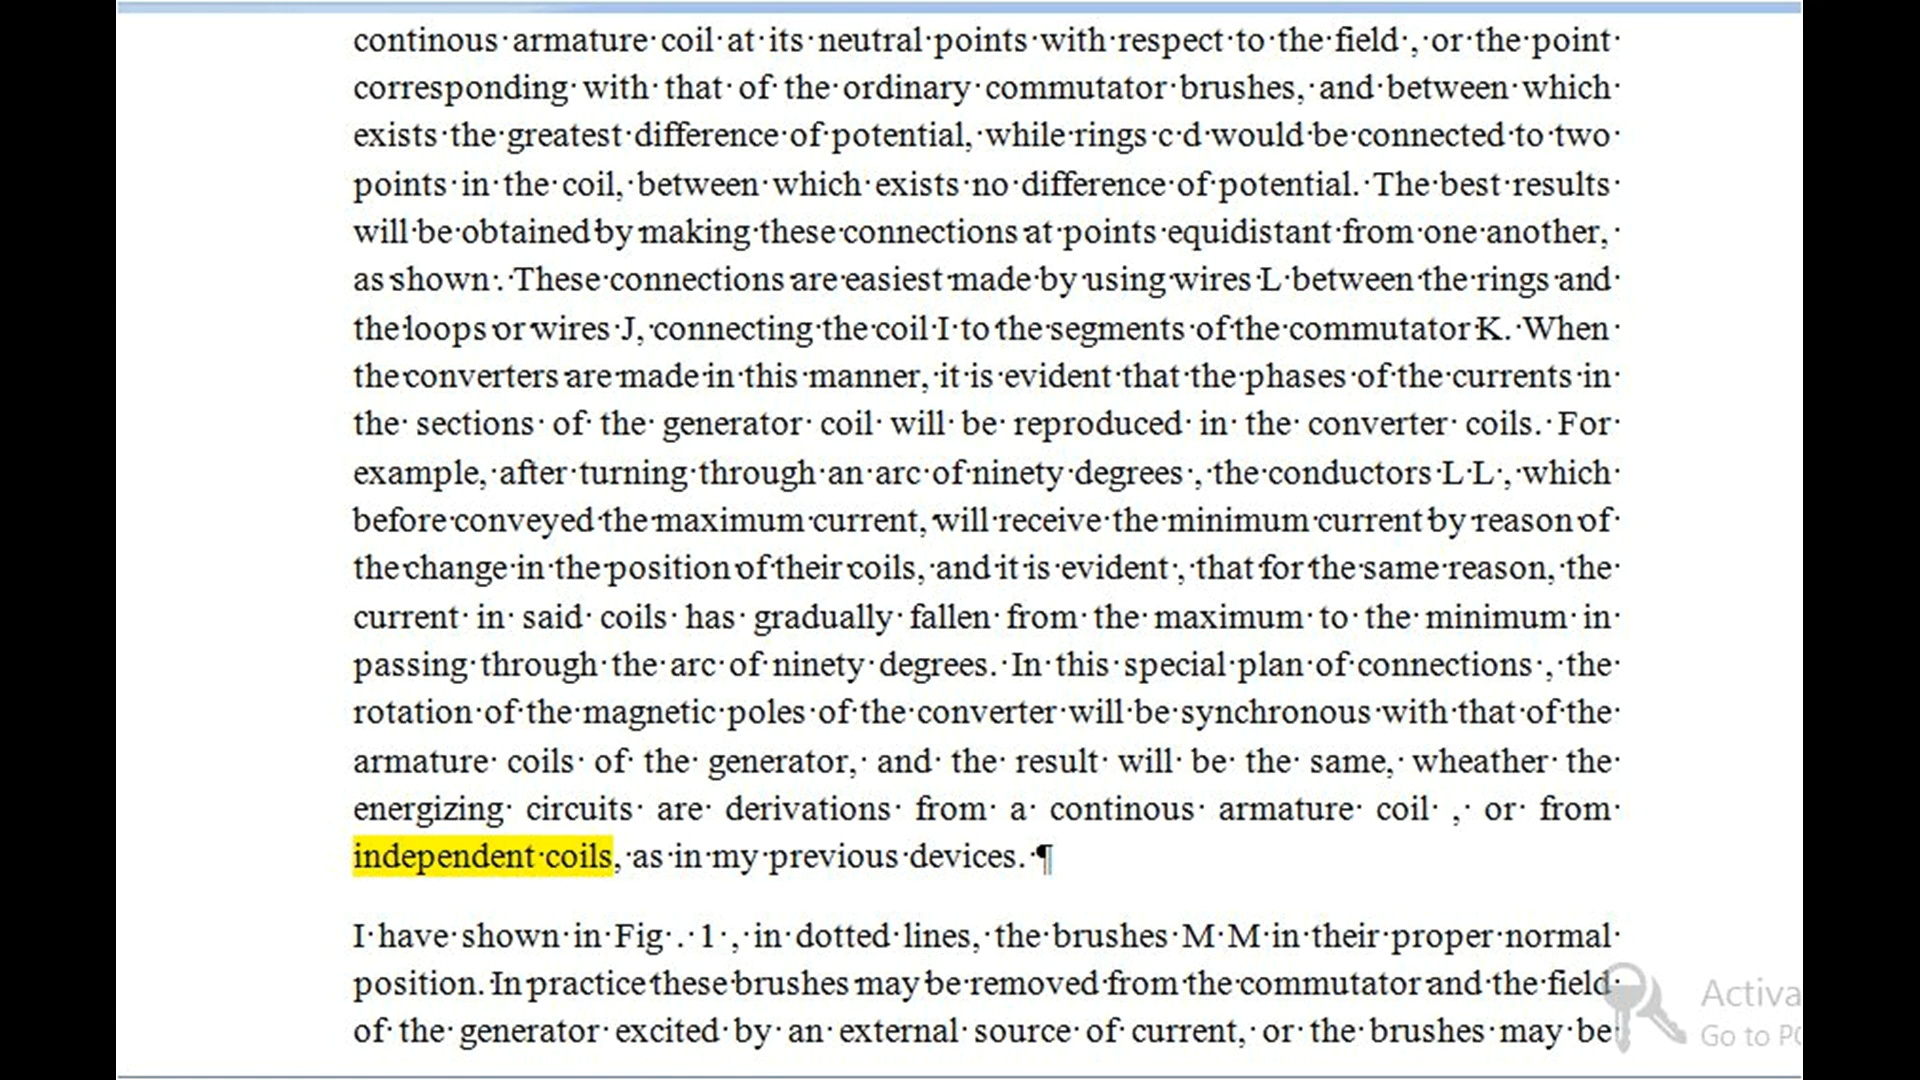 continous armature coil at its neutral points with respect to the field , or the point
corresponding with that of the ordinary commutator brushes, and between which
exists the greatest difference of potential, while rings c d would be connected to two
points in the coil, between which exists no difference of potential. The best results
will be obtained by making these connections at points equidistant from one another,
as shown . These connections are easiest made by using wires L between the rings and
the loops or wires J, connecting the coil I to the segments of the commutator K. When
the converters are made in this manner, it is evident that the phases of the currents in
the sections of the generator coil will be reproduced in the converter coils. For
example, after turning through an arc of ninety degrees , the conductors L L , which
before conveyed the maximum current, will receive the minimum current by reason of
the change in the position of their coils, and it is evident , that for the same reason, the
current in said coils has gradually fallen from the maximum to the minimum in
passing through the arc of ninety degrees. In this special plan of connections , the
rotation of the magnetic poles of the converter will be synchronous with that of the
armature coils of the generator, and the result will be the same, wheather the
energizing circuits are derivations from a continous armature coil , or from
independent coils, as in my previous devices. ¶
I have shown in Fig . 1 , in dotted lines, the brushes M M in their proper normal
position. In practice these brushes may be removed from the commutator and the field
of the generator excited by an external source of current, or the brushes may be
Activa
Go to PC